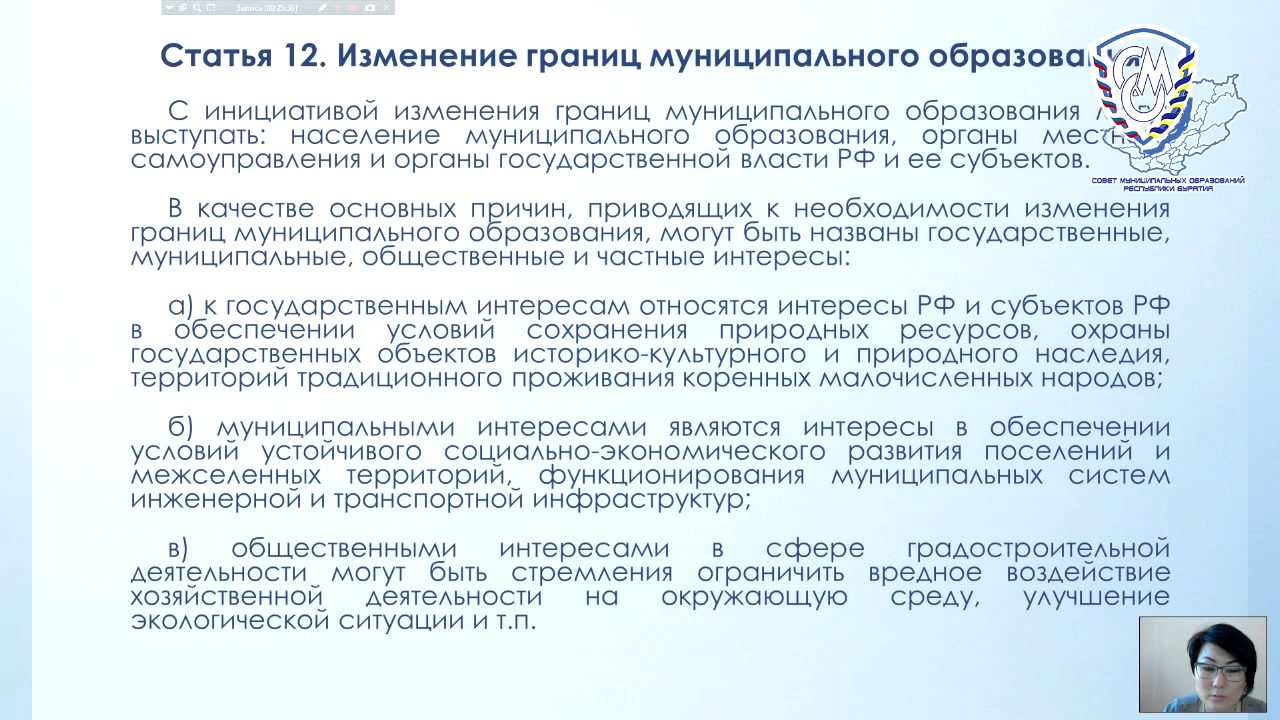 Запись [00:25:36]
Статья 12. Изменение границ муниципального
С инициативой изменения границ муниципального образования
выступать: население муниципального образования, органы
самоуправления и органы государственной власти РФ и ее субъектов.
В качестве основных причин, приводящих к необходимости изменения
границ муниципального образования, могут быть названы государственные,
муниципальные, общественные и частные интересы:
а) к государственным интересам относятся интересы РФ и субъектов РФ
в обеспечении условий сохранения природных ресурсов, охраны
государственных объектов историко-культурного и природного наследия,
территорий традиционного проживания коренных малочисленных народов;
б) муниципальными интересами являются интересы в обеспечении
условий устойчивого социально-экономического развития поселений и
межселенных территорий, функционирования муниципальных систем
инженерной и транспортной инфраструктур;
в) общественными интересами в сфере градостроительной
деятельности могут быть стремления ограничить вредное воздействие
хозяйственной деятельности на окружающую среду, улучшение
экологической ситуации и т.п.
СМО
СОВЕТ МУНИЦИПАЛЬНЫХ ОБРАЗОВАНИЙ
РЕСПУБЛИКИ БУРЯТИЯ